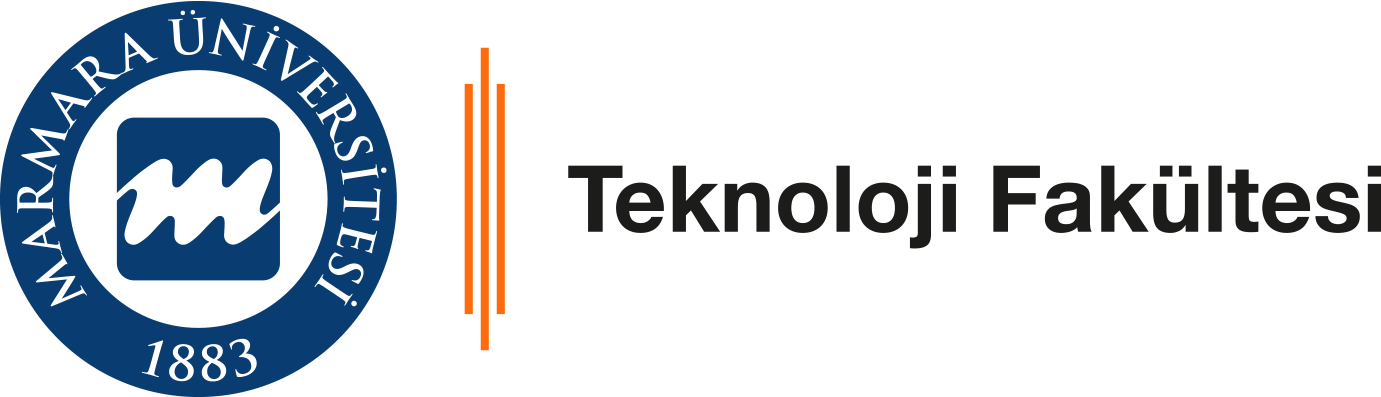 MARMARA ÜNİVERSİTESİ
1883
Teknoloji Fakültesi